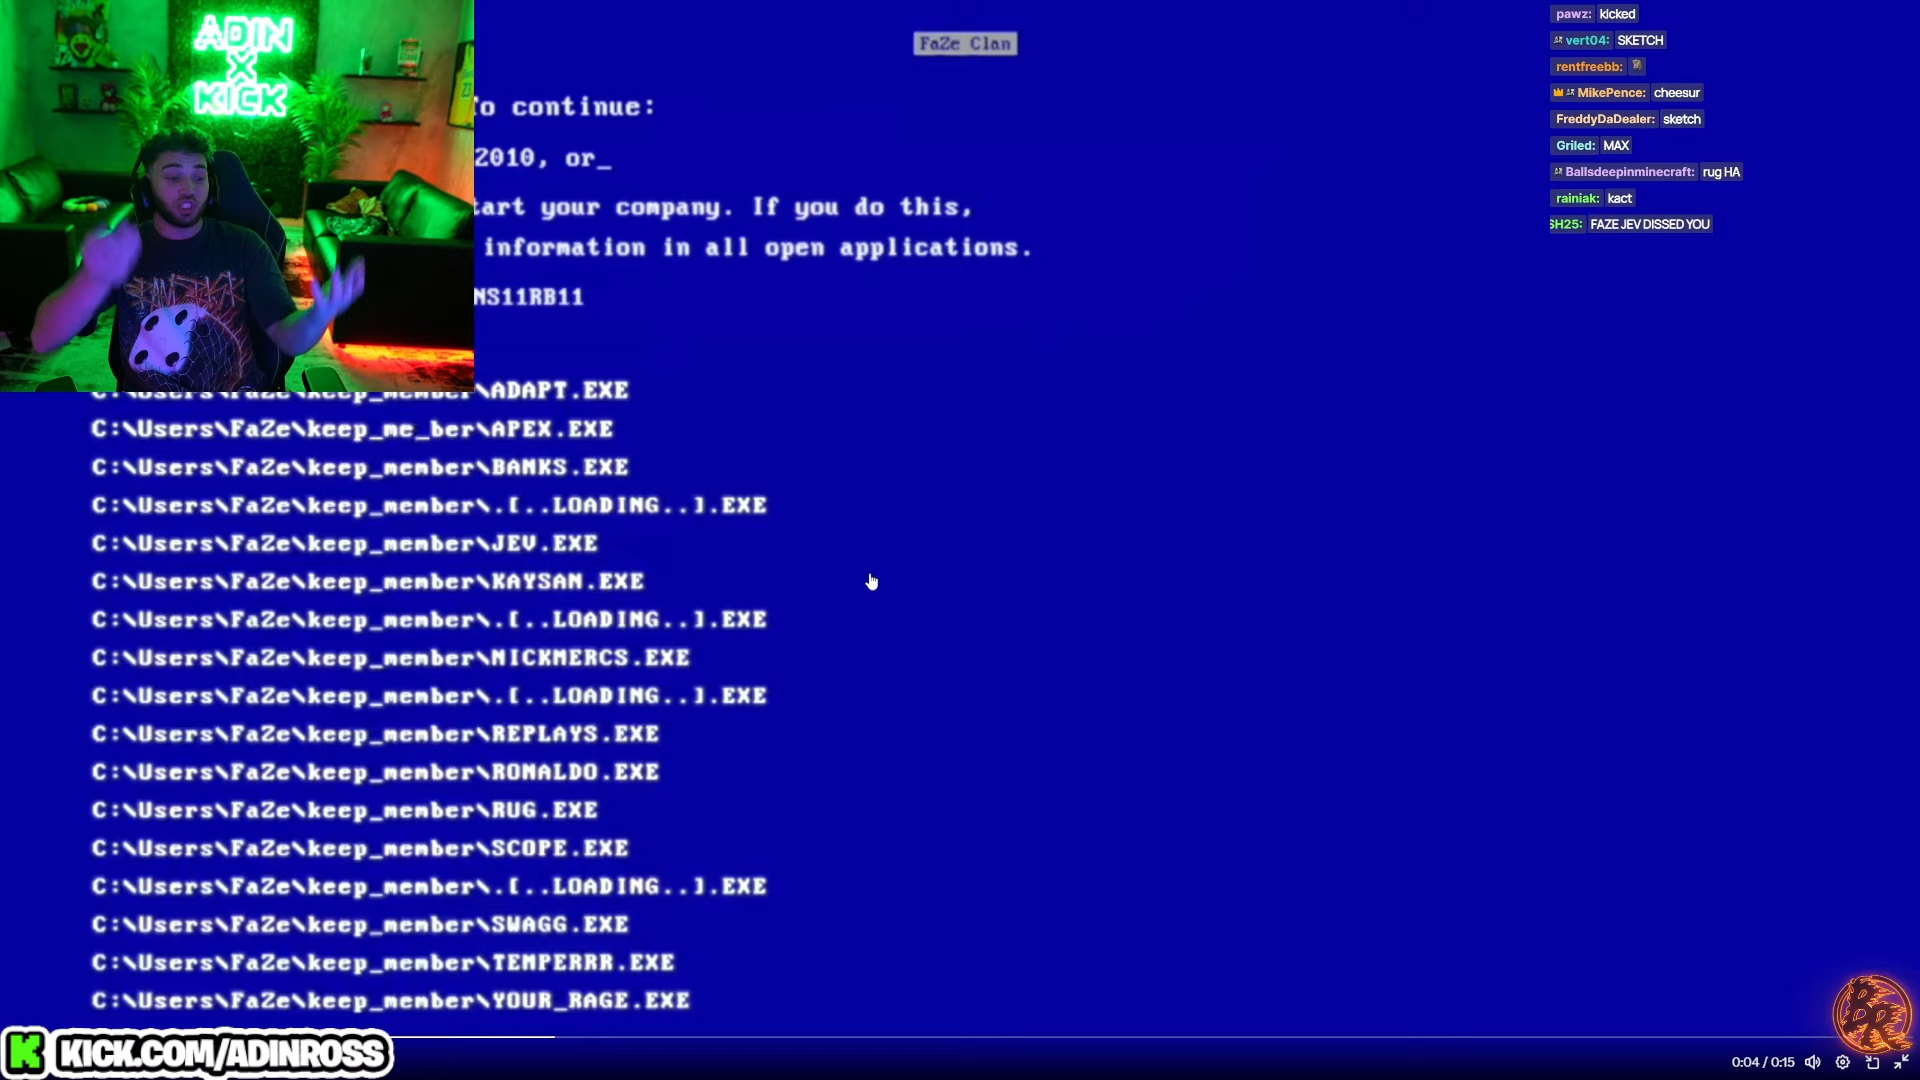 ADIN
X
KICK
FaZe Clan
To continue:
2010, or_
tart your company. If you do this,
information in all open applications.
NS11RB11
C:\Users\FaZe\keep_member\ADAPT.EXE
C:\Users\FaZe\keep_me_ber\APEX.EXE
C:\Users\FaZe\keep_member\BANKS.EXE
C:\Users\FaZe\keep_member\.[..LOADING..].EXE
C:\Users\FaZe\keep_member\JEV.EXE
C:\Users\FaZe\keep_member\KAYSAN.EXE
C:\Users\FaZe\keep_member\.[..LOADING..].EXE
C:\Users\FaZe\keep_member\NICKMERCS.EXE
C:\Users\FaZe\keep_member\.[..LOADING..].EXE
C:\Users\FaZe\keep_member\REPLAYS.EXE
C:\Users\FaZe\keep_member\RONALDO.EXE
C:\Users\FaZe\keep_member\RUG.EXE
C:\Users\FaZe\keep_member\SCOPE.EXE
C:\Users\FaZe\keep_member\.[..LOADING..].EXE
C:\Users\FaZe\keep_member\SWAGG.EXE
C:\Users\FaZe\keep_member\TEMPERRR.EXE
C:\Users\FaZe\keep_member\YOUR_RAGE.EXE
pawz: kicked
vert04: SKETCH
rentfreebb:
MikePence: cheesur
FreddyDaDealer: sketch
Griled: MAX
Ballsdeepinminecraft: rug HA
rainiak: kact
SH25: FAZE JEV DISSED YOU
K KICK.COM/ADINROSS
0:04 / 0:15